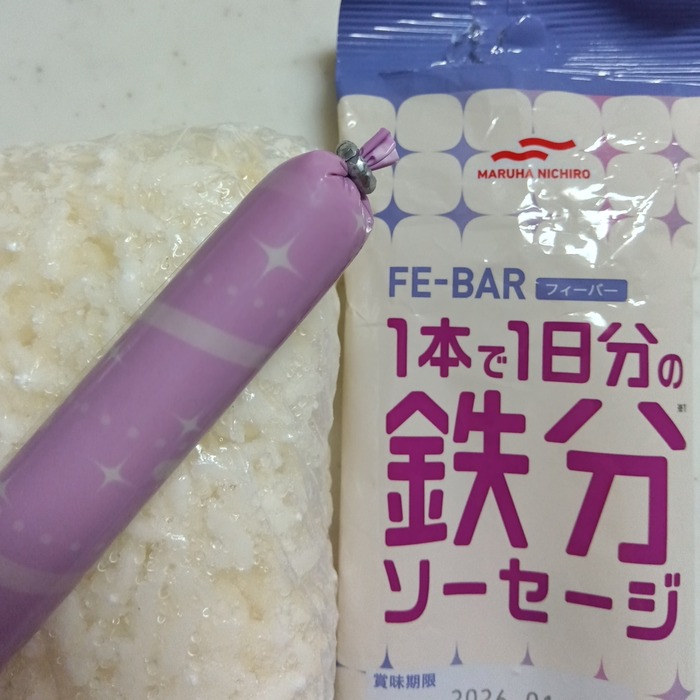 MARUHA NICHIRO
FE-BAR フィーバー
1本で1日分の
※1
鉄分
ソーセージ
賞味期限